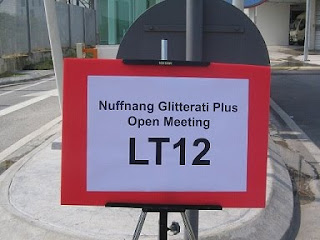 Nuffnang Glitterati Plus
Open Meeting
LT12